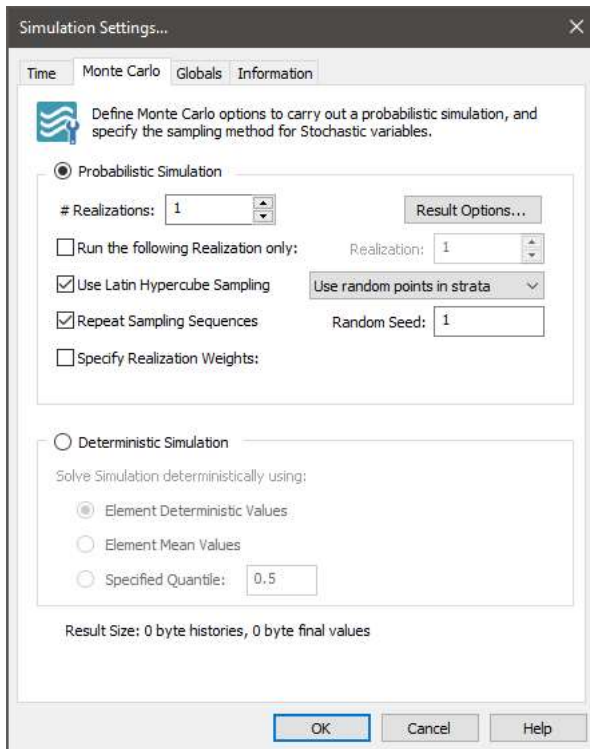 Simulation Settings...
Time Monte Carlo Globals Information
Define Monte Carlo options to carry out a probabilistic simulation, and
specify the sampling method for Stochastic variables.
Probabilistic Simulation
# Realizations: 1 Result Options...
Run the following Realization only: Realization: 1
Use Latin Hypercube Sampling Use random points in strata
Repeat Sampling Sequences Random Seed: 1
Specify Realization Weights:
Deterministic Simulation
Solve Simulation deterministically using:
Element Deterministic Values
Element Mean Values
Specified Quantile: 0.5
Result Size: 0 byte histories, 0 byte final values
OK Cancel Help